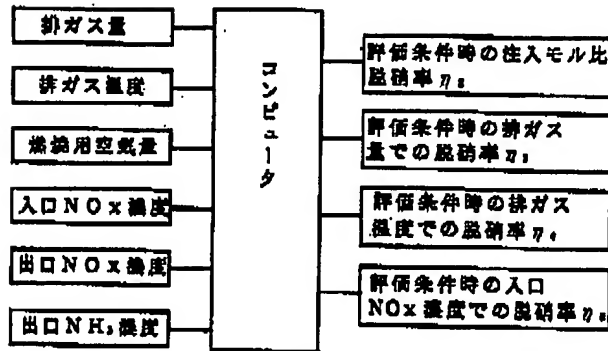 排ガス量
排ガス温度
燃焼用空気量
入口NOx濃度
出口NOx濃度
出口NH₃濃度
コンピュータ
評価条件時の注入モル比
脱硝率η₂
評価条件時の排ガス
量での脱硝率η₃
評価条件時の排ガス
温度での脱硝率η₄
評価条件時の入口
NOx濃度での脱硝率η₅